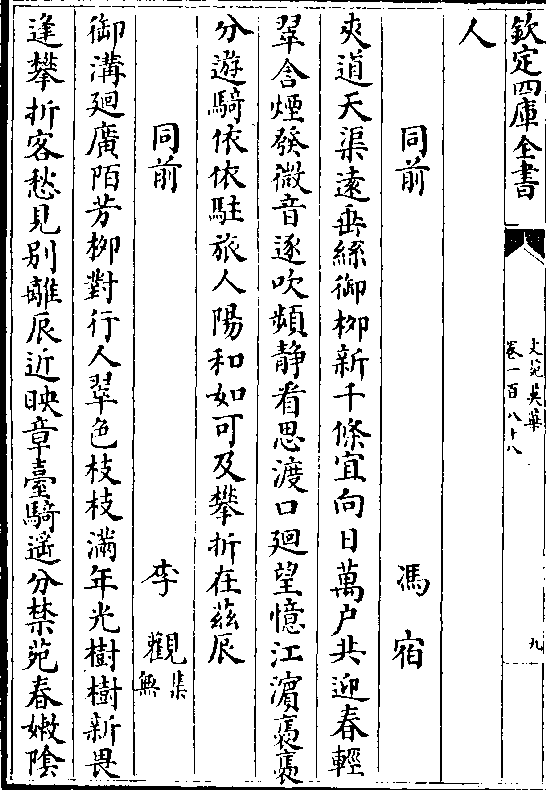 欽定四庫全書
文苑英華
卷一百八十八
九
人
同前 馮宿
夾道天渠遠垂絲御栁新千條宜向日萬户共迎春輕
翠含煙發微音逐吹頻静看思渡口廻望憶江濵裊裊
分遊騎依依駐旅人陽和如可及攀折在兹辰
同前 李觀 集無
御溝廻廣陌芳栁對行人翠色枝枝滿年光樹樹新畏
逢攀折客愁見别離辰近映章臺騎遥分禁苑春嫩隂